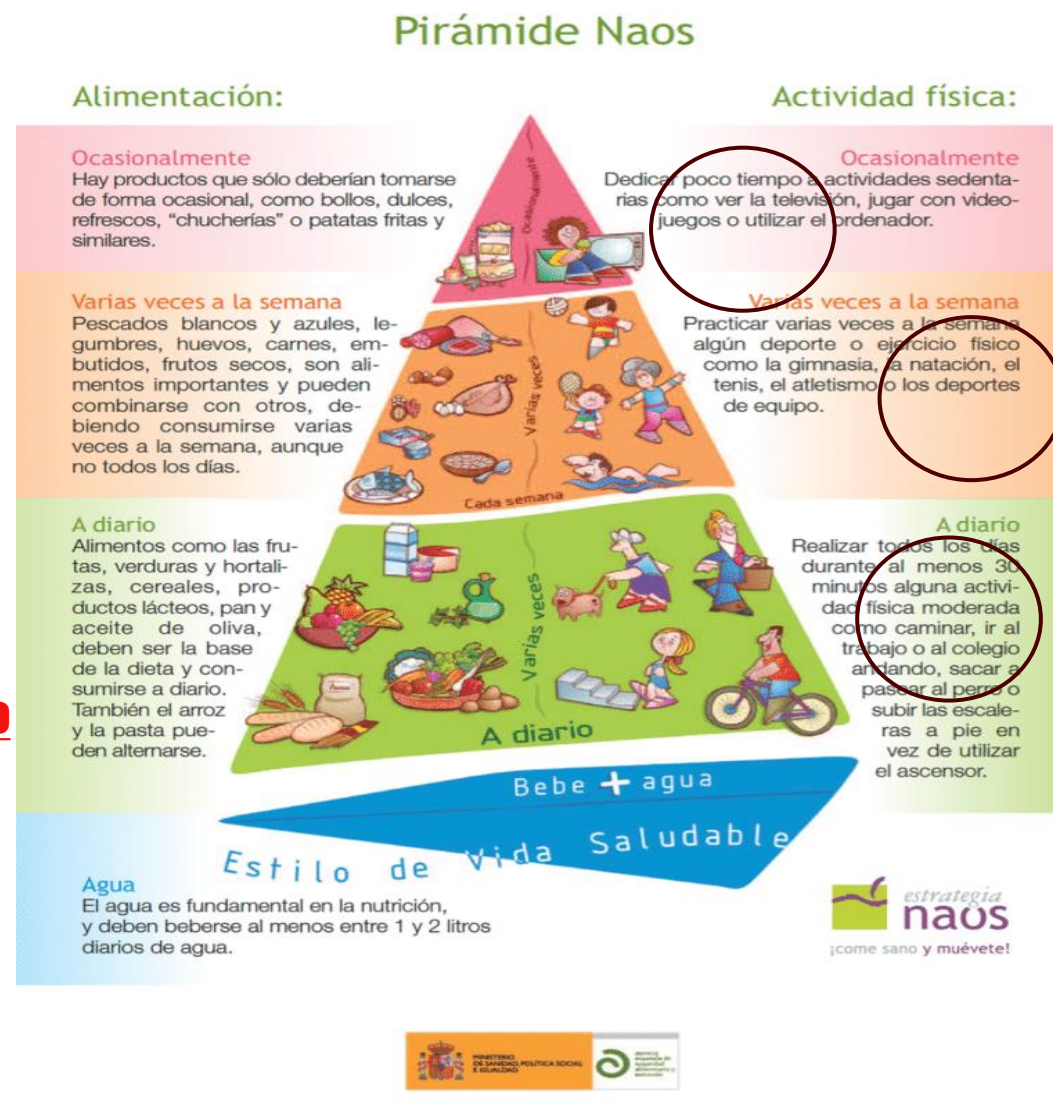 Pirámide Naos
Alimentación:
Actividad física:
Ocasionalmente
Hay productos que sólo deberían tomarse
de forma ocasional, como bollos, dulces,
refrescos, “chucherías” o patatas fritas y
similares.
Ocasionalmente
Dedicar poco tiempo a actividades sedenta-
rias como ver la televisión, jugar con video-
juegos o utilizar el ordenador.
Ocasionalmente
Varias veces a la semana
Pescados blancos y azules, le-
gumbres, huevos, carnes, em-
butidos, frutos secos, son ali-
mentos importantes y pueden
combinarse con otros, de-
biendo consumirse varias
veces a la semana, aunque
no todos los días.
Varias veces
Cada semana
Varias veces a la semana
Practicar varias veces a la semana
algún deporte o ejercicio físico
como la gimnasia, la natación, el
tenis, el atletismo o los deportes
de equipo.
A diario
Alimentos como las fru-
tas, verduras y hortali-
zas, cereales, pro-
ductos lácteos, pan y
aceite de oliva,
deben ser la base
de la dieta y con-
sumirse a diario.
También el arroz
y la pasta pue-
den alternarse.
Varias veces
A diario
A diario
Realizar todos los días
durante al menos 30
minutos alguna activi-
dad física moderada
como caminar, ir al
trabajo o al colegio
andando, sacar a
pasear al perro o
subir las escale-
ras a pie en
vez de utilizar
el ascensor.
Bebe + agua
Estilo de Vida Saludable
Agua
El agua es fundamental en la nutrición,
y deben beberse al menos entre 1 y 2 litros
diarios de agua.
estrategia
naos
¡come sano y muévete!
MINISTERIO
DE SANIDAD, POLÍTICA SOCIAL
E IGUALDAD